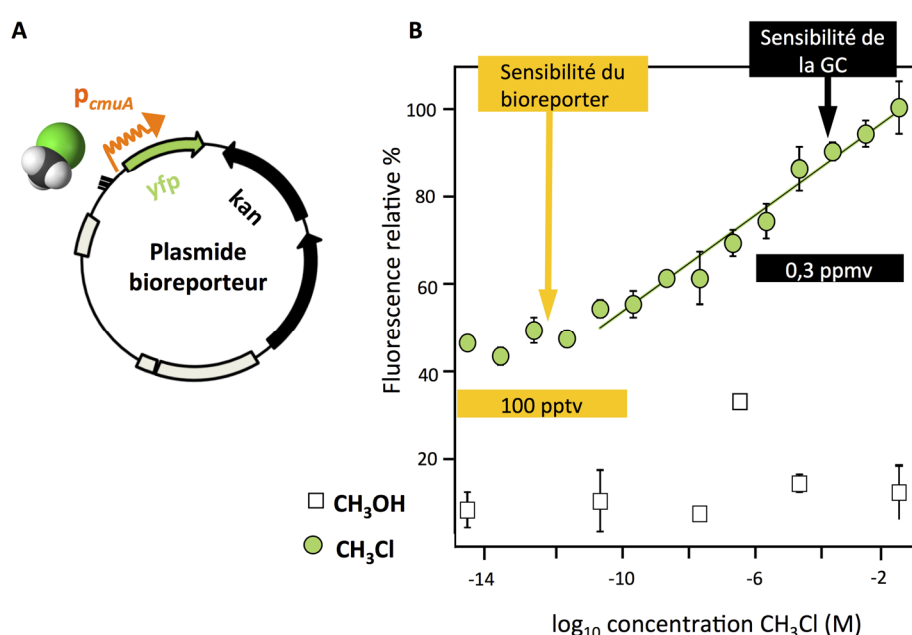 A
p cmuA
yfp
kan
Plasmide
bioreporteur
CH3OH
CH3Cl
B
Sensibilité du
bioreporter
Sensibilité de
la GC
Fluorescence relative %
100
80
60
40
20
0,3 ppmv
100 pptv
-14
-10
-6
-2
log10 concentration CH3Cl (M)